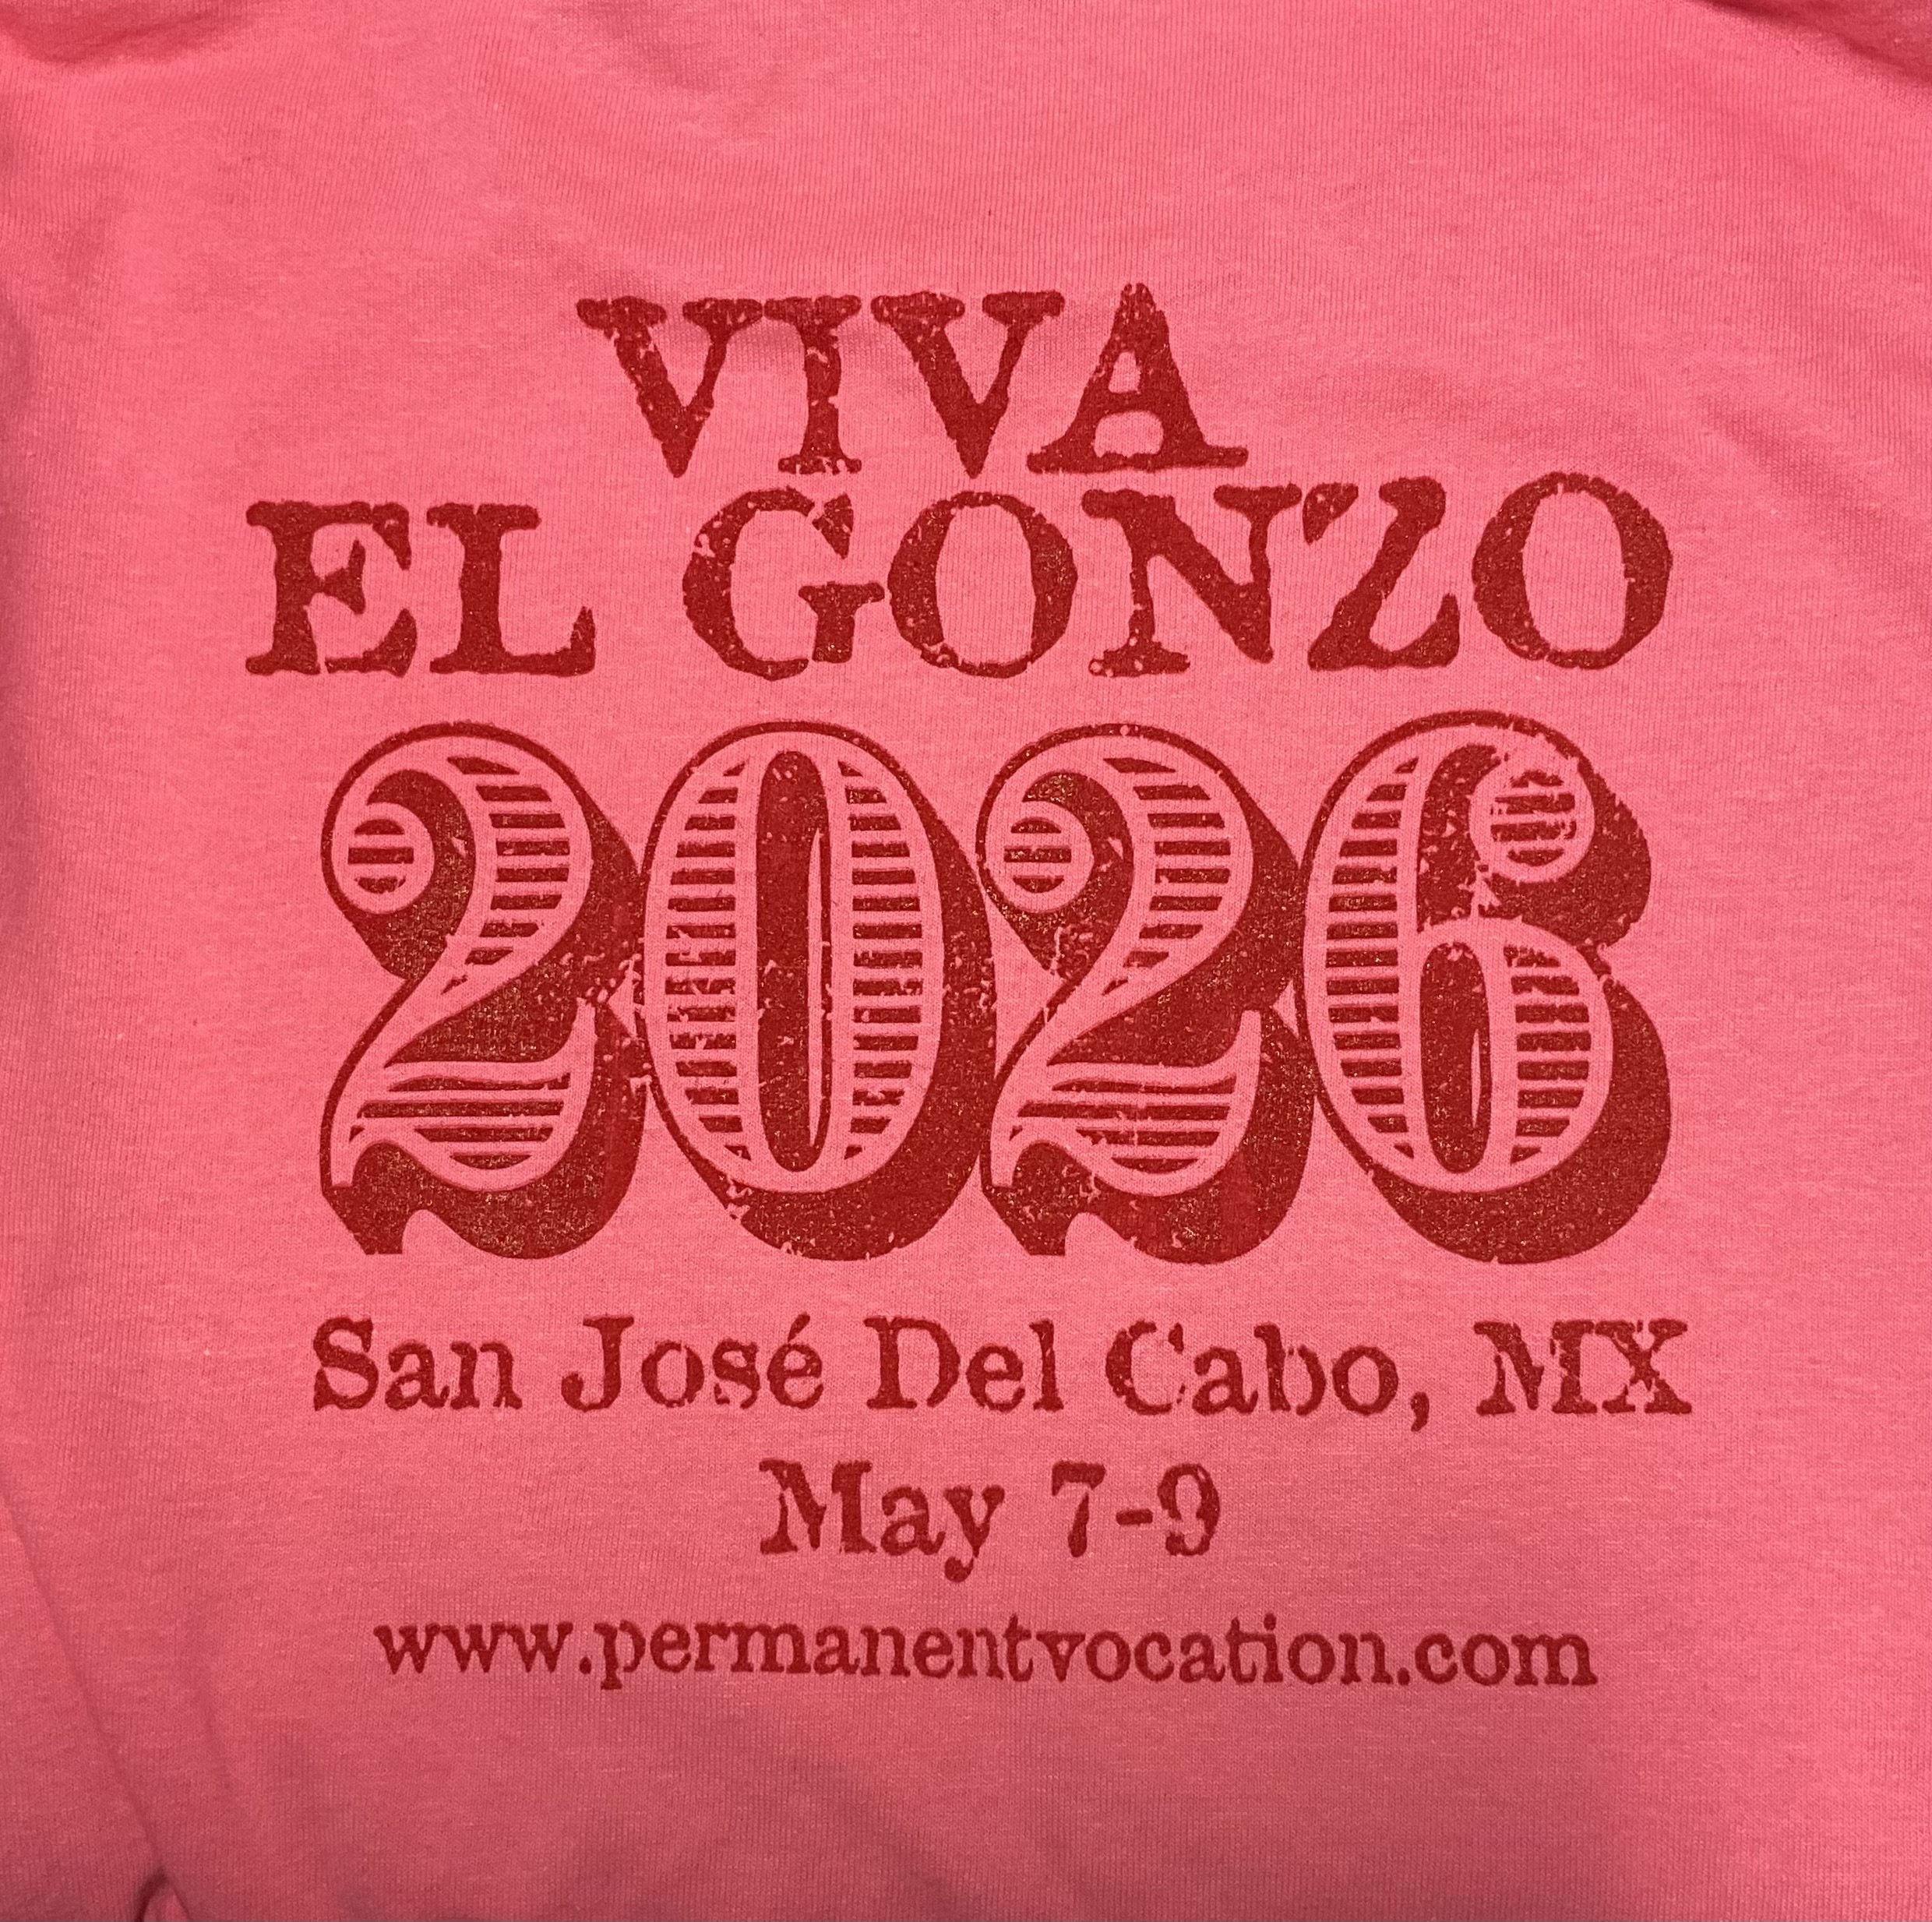 VIVA
EL GONZO
2026
San José Del Cabo, MX
May 7-9
www.permanentvocation.com